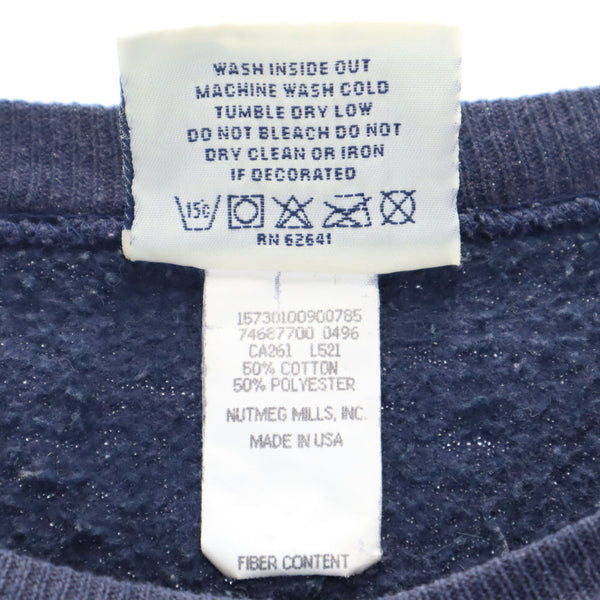 WASH INSIDE OUT
MACHINE WASH COLD
TUMBLE DRY LOW
DO NOT BLEACH DO NOT
DRY CLEAN OR IRON
IF DECORATED
15c
RN 62641
15730100900785
74687700 0496
CA261 L521
50% COTTON
50% POLYESTER
NUTMEG MILLS, INC.
MADE IN USA
FIBER CONTENT